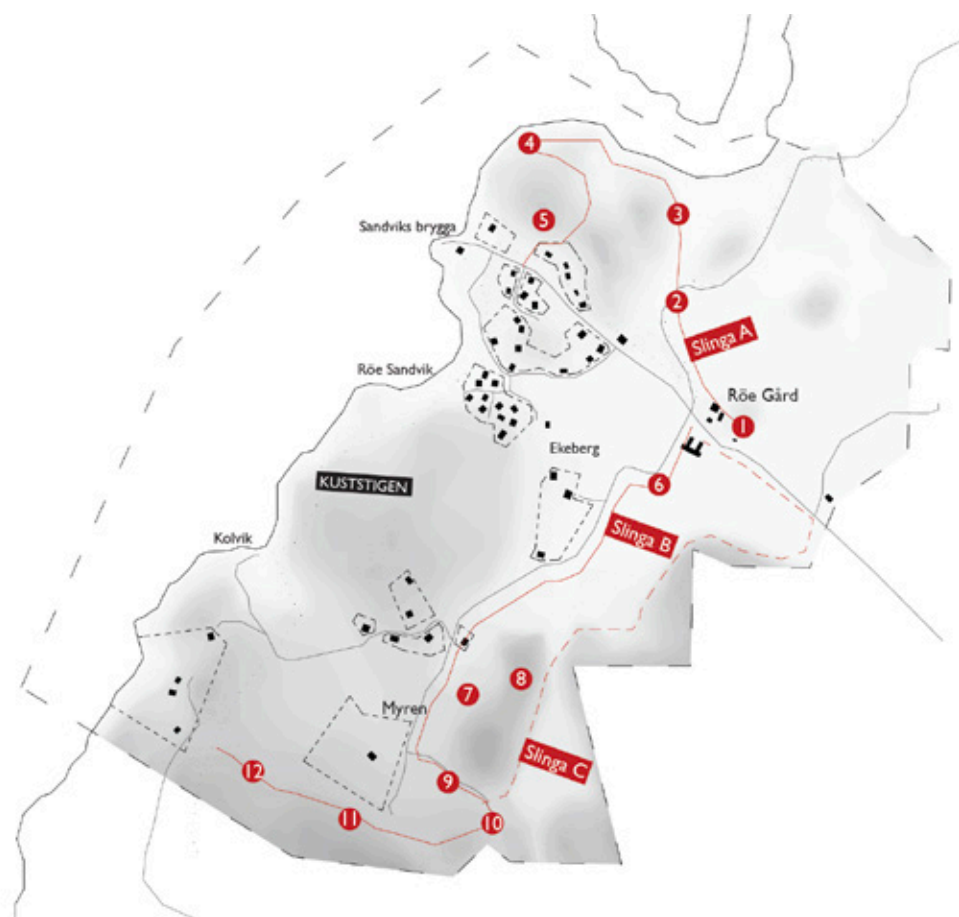 4
3
5
Sandviks brygga
2
Slinga A
Röe Sandvik
Röe Gård
1
Ekeberg
KUSTSTIGEN
6
Slinga B
Kolvik
8
7
Myren
Slinga C
12
9
11
10